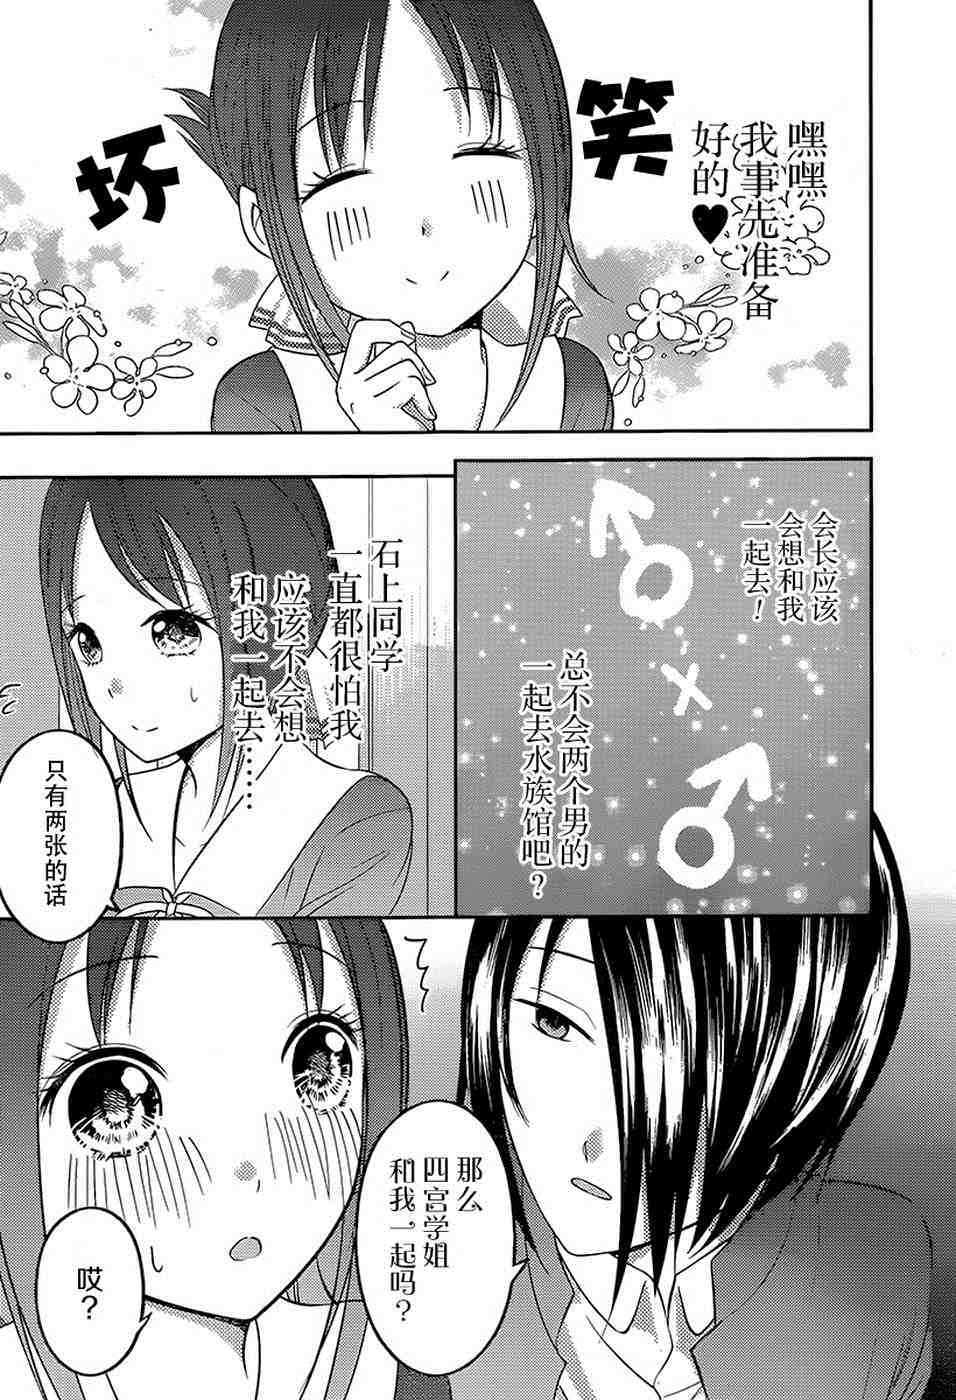 嘿嘿
我事先准备
好的♥
坏
笑
会长应该
会想和我
一起去！
总不会两个男的
一起去水族馆吧？
石上同学
一直都很怕我
应该不会想
和我一起去……
只有两张的话
那么
四宫学姐
和我一起吗？
哎？